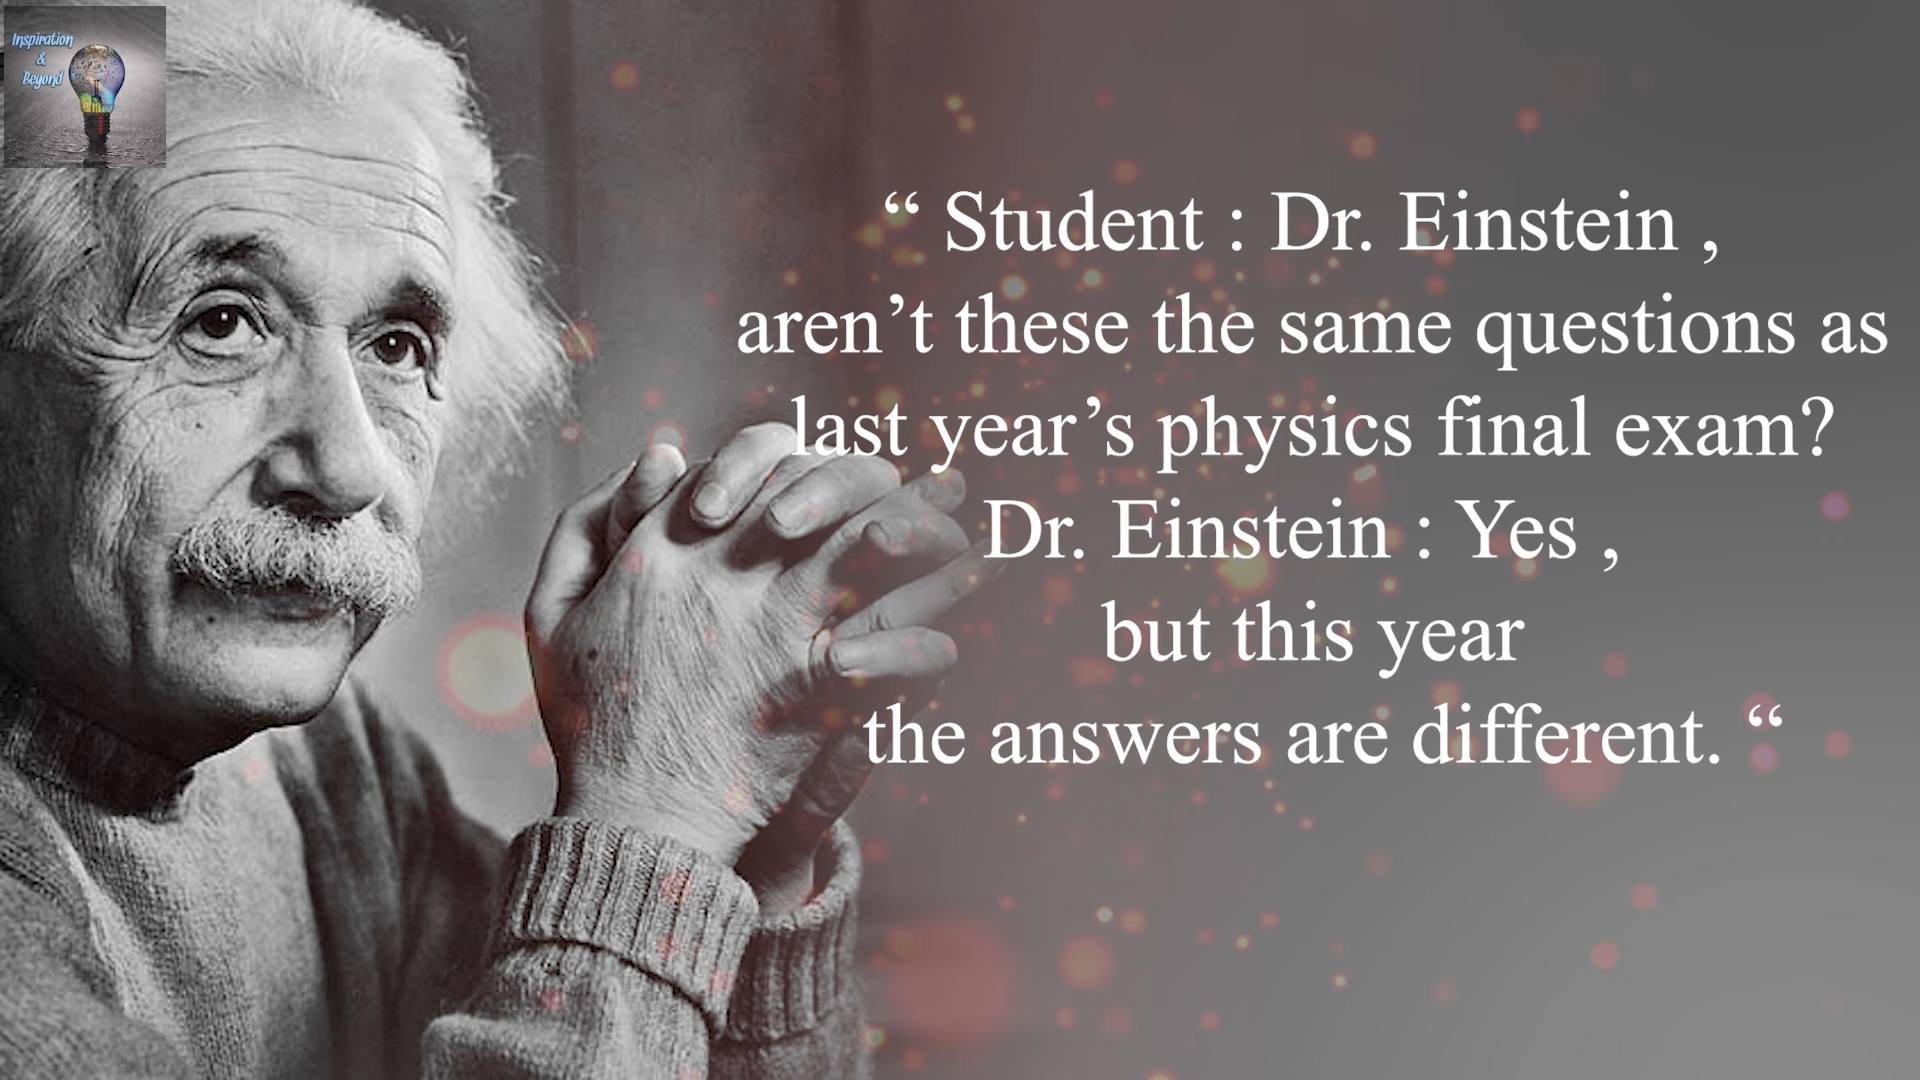 Inspiration
&
Beyond
“ Student : Dr. Einstein ,
aren’t these the same questions as
last year’s physics final exam?
Dr. Einstein : Yes ,
but this year
the answers are different. “